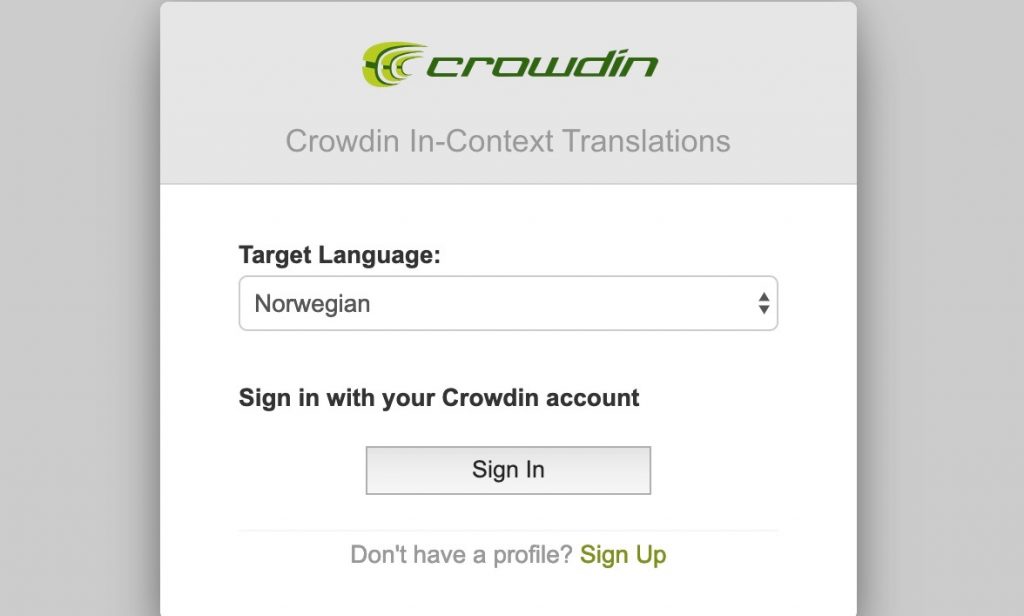 crowdin
Crowdin In-Context Translations
Target Language:
Norwegian
Sign in with your Crowdin account
Sign In
Don't have a profile? Sign Up